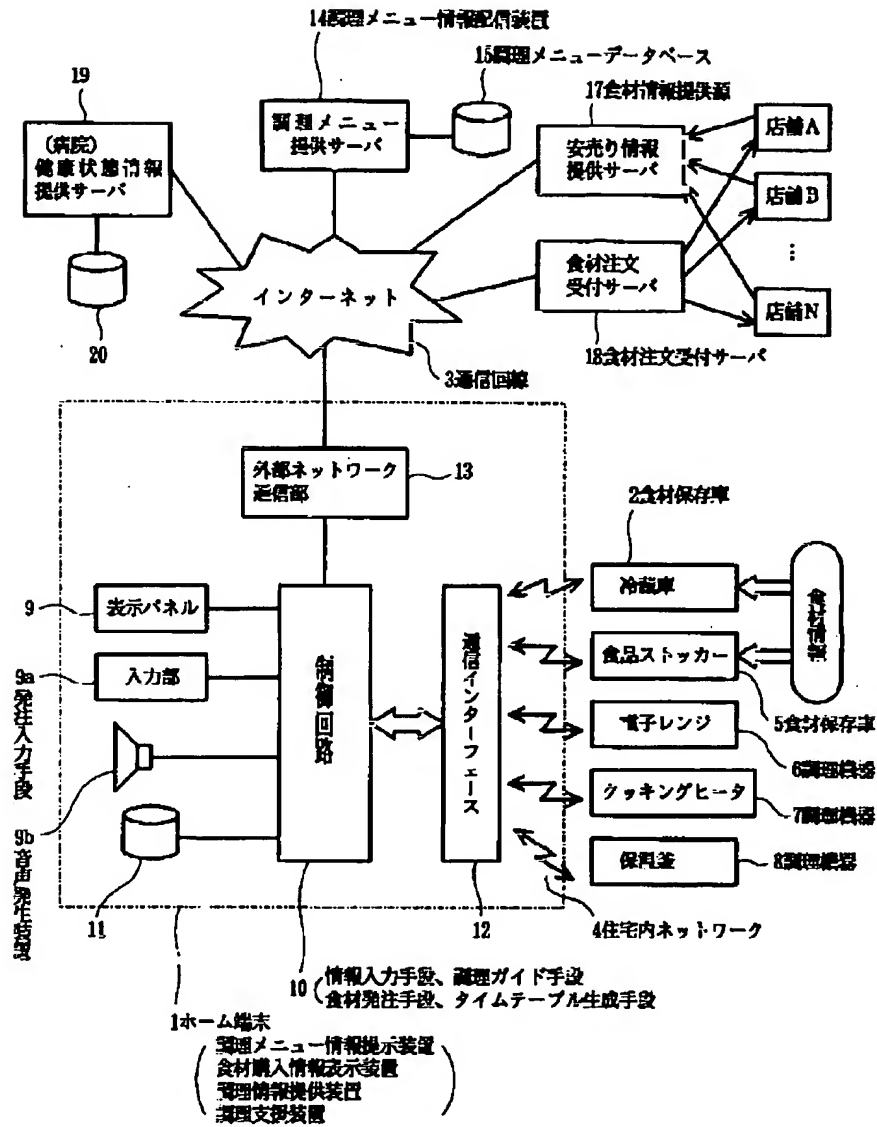 14調理メニュー情報配信装置
15調理メニューデータベース
19
17食材情報提供源
(病院)
健康状態情報
提供サーバ
調理メニュー
提供サーバ
安売り情報
提供サーバ
店舗A
店舗B
⋮
店舗N
食材注文
受付サーバ
18食材注文受付サーバ
インターネット
20
3通信回線
外部ネットワーク
通信部
13
2食材保存庫
9
表示パネル
冷蔵庫
食材情報
9a発注入力手段
入力部
制御回路
通信インターフェース
食品ストッカー
5食材保存庫
電子レンジ
6調理機器
9b音声発生装置
クッキングヒータ
7調理機器
保温釜
8調理機器
11
12
4住宅内ネットワーク
10
情報入力手段、調理ガイド手段
食材発注手段、タイムテーブル生成手段
1ホーム端末
調理メニュー情報提示装置
食材購入情報表示装置
調理情報提供装置
調理支援装置